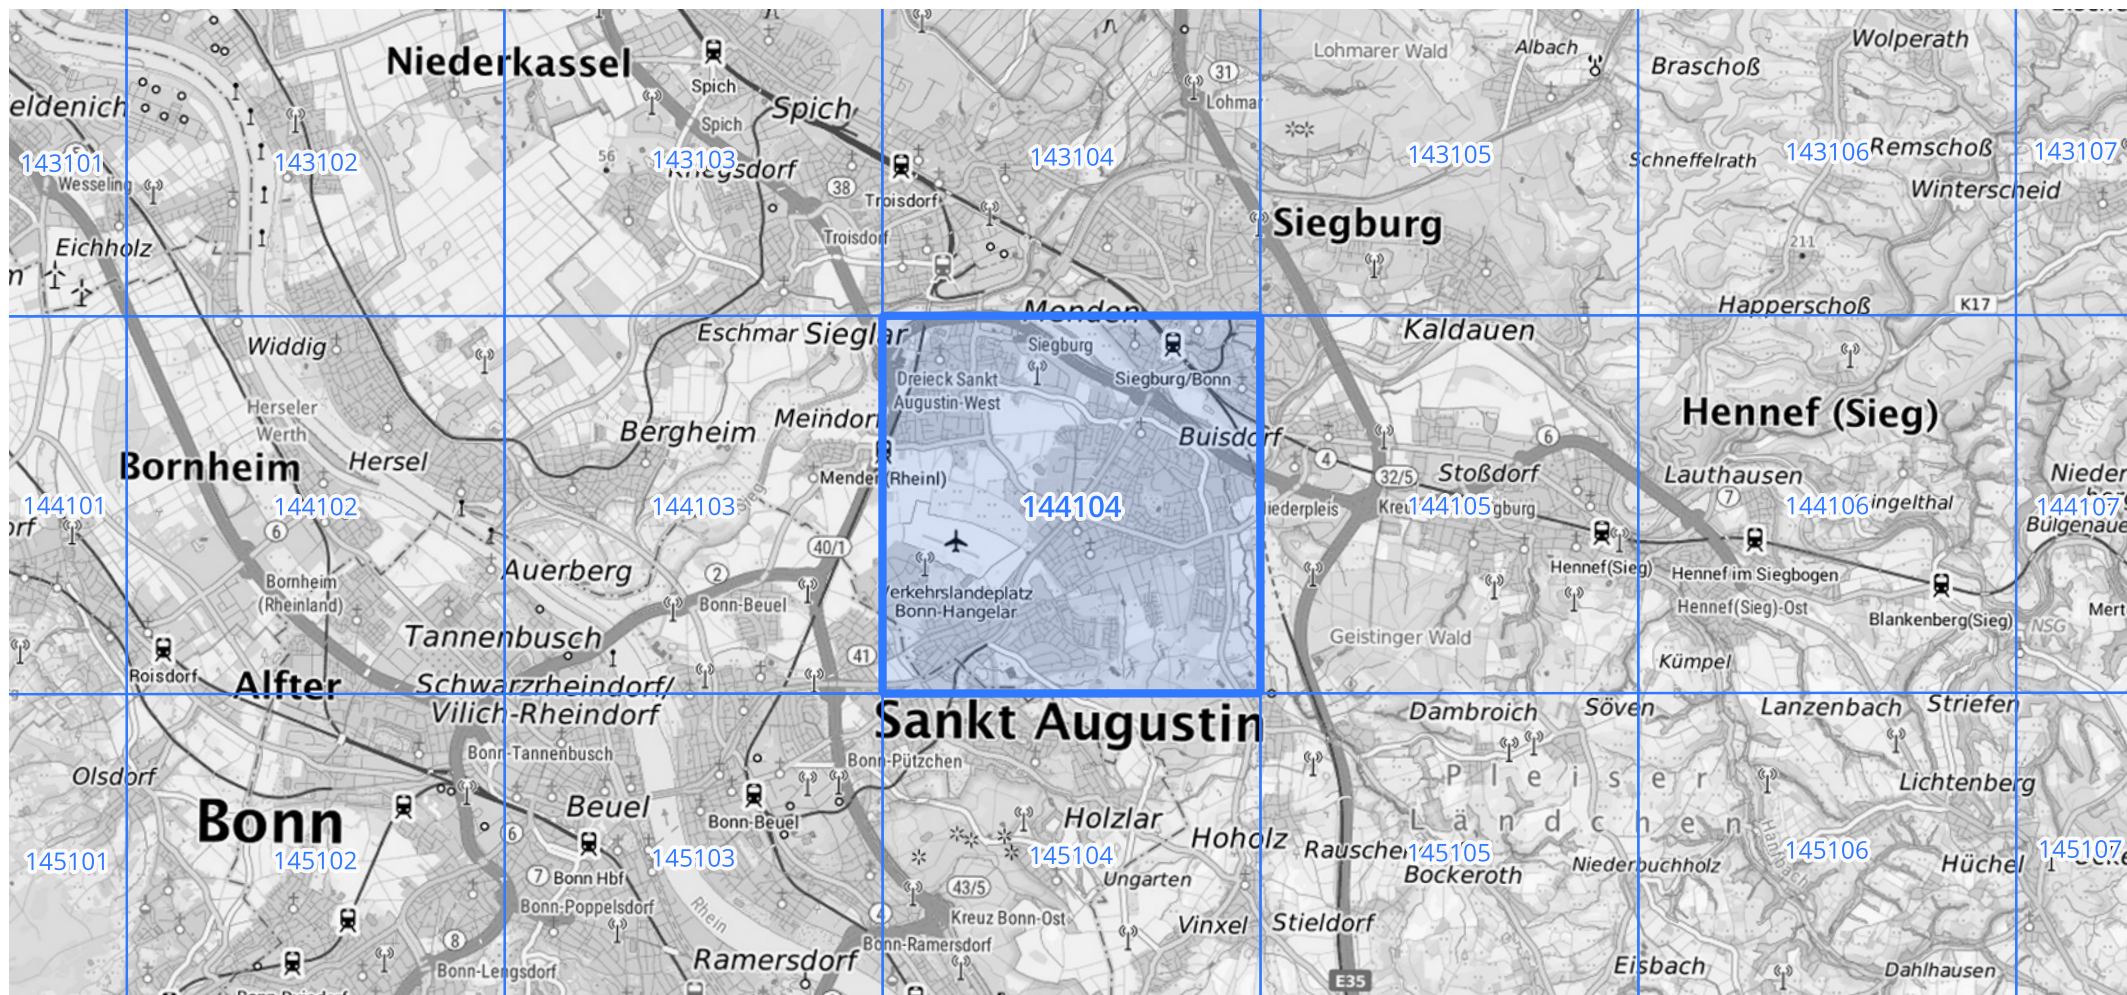 Niederkassel
Spich
Spich
Spich
31
Lohmar
Lohmarer Wald
Albach
Wolperath
Braschoß
eldenich
143101
Wesseling
143102
56
143103
Kriegsdorf
38
Troisdorf
Troisdorf
143104
143105
Schneffelrath
143106
Remschoß
143107
Winterscheid
Siegburg
211
Eichholz
Happerschoß
K17
Menden
Widdig
Eschmar
Sieglar
Siegburg
Kaldauen
Dreieck Sankt
Augustin-West
Siegburg/Bonn
Herseler
Werth
Bergheim
Meindorf
Buisdorf
Hennef (Sieg)
6
Bornheim
Hersel
4
32/5
Stoßdorf
Lauthausen
Menden(Rheinl)
7
144101
144102
144103
Sieg
144104
144105
144106
ingelthal
144107
Bülgenaue
6
40/1
Hennef(Sieg)
Hennef im Siegbogen
Auerberg
2
Bonn-Beuel
Bornheim
(Rheinland)
Verkehrslandeplatz
Bonn-Hangelar
Hennef(Sieg)-Ost
Blankenberg(Sieg)
Mert
NSG
Tannenbusch
Geistinger Wald
41
Kümpel
Roisdorf
Alfter
Schwarzrheindorf/
Vilich-Rheindorf
Sankt Augustin
Dambroich
Söven
Lanzenbach
Striefen
Bonn-Tannenbusch
Bonn-Pützchen
Olsdorf
Pleiser
Ländchen
Lichtenberg
Bonn
Beuel
Bonn-Beuel
Holzlar
Hoholz
Hanfbach
6
145101
145102
145103
145104
145105
145106
145107
Niederbuchholz
Hüchel
Bockeroth
7
Bonn Hbf
Ungarten
43/5
Bonn-Poppelsdorf
Rhein
4
Kreuz Bonn-Ost
Vinxel
Stieldorf
8
Bonn-Ramersdorf
Bonn-Lengsdorf
Ramersdorf
Eisbach
Dahlhausen
E35